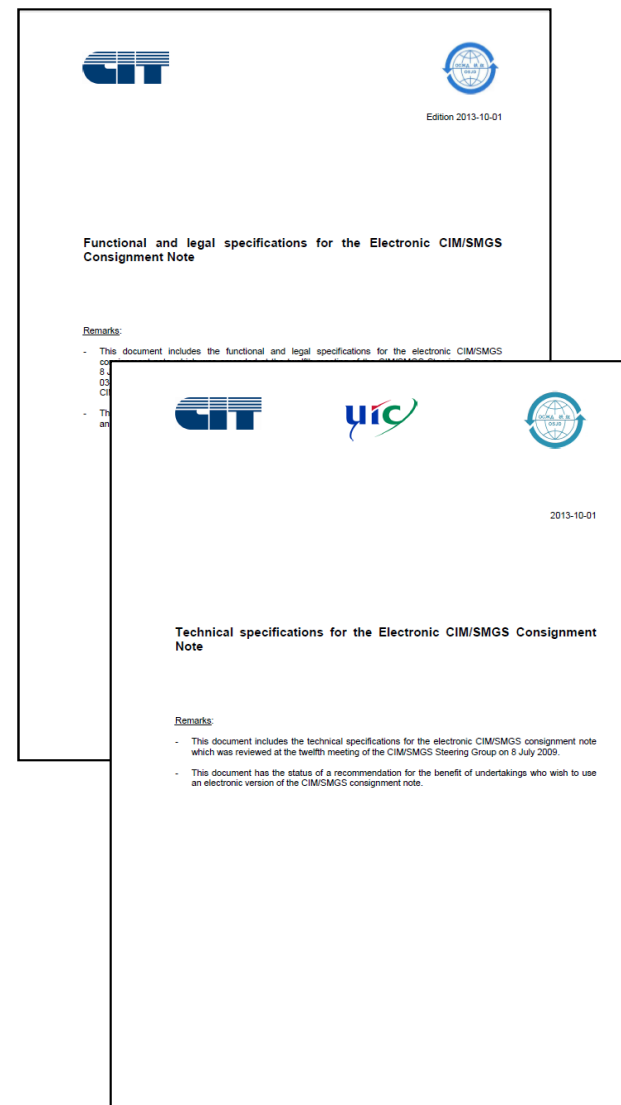 CIT
ОСЖД 铁 组
OSJD
Edition 2013-10-01
Functional and legal specifications for the Electronic CIM/SMGS
Consignment Note
Remarks:
- This document includes the functional and legal specifications for the electronic CIM/SMGS
8
03
CI
- Th
an
CIT
uic
OSJD
2013-10-01
Technical specifications for the Electronic CIM/SMGS Consignment
Note
Remarks:
- This document includes the technical specifications for the electronic CIM/SMGS consignment note
which was reviewed at the twelfth meeting of the CIM/SMGS Steering Group on 8 July 2009.
- This document has the status of a recommendation for the benefit of undertakings who wish to use
an electronic version of the CIM/SMGS consignment note.